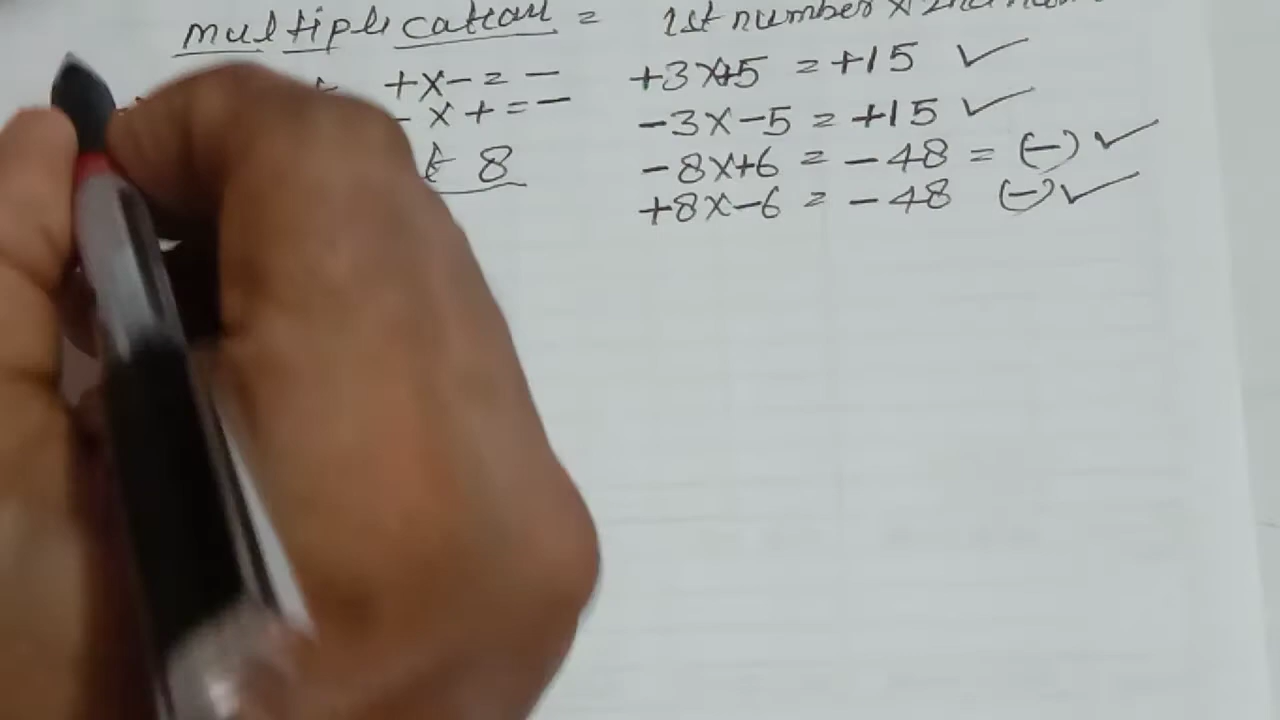 multiplication = 1st number X 2nd
+X-= - +3X+5 = +15 ✓
- X + = - -3X-5 = +15 ✓
8 -8X+6 = -48 = (-) ✓
+8X-6 = -48 (-) ✓